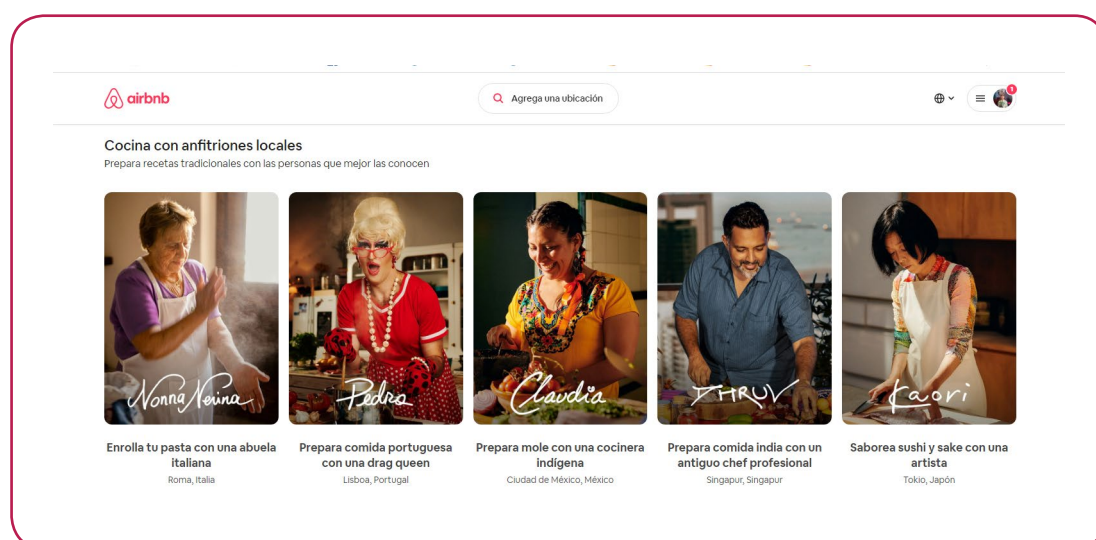 airbnb
Agrega una ubicación
1
Cocina con anfitriones locales
Prepara recetas tradicionales con las personas que mejor las conocen
Nonna Nerina
Pedra
Claudia
DHRUV
Kaori
Enrolla tu pasta con una abuela
italiana
Roma, Italia
Prepara comida portuguesa
con una drag queen
Lisboa, Portugal
Prepara mole con una cocinera
indígena
Ciudad de México, México
Prepara comida india con un
antiguo chef profesional
Singapur, Singapur
Saborea sushi y sake con una
artista
Tokio, Japón